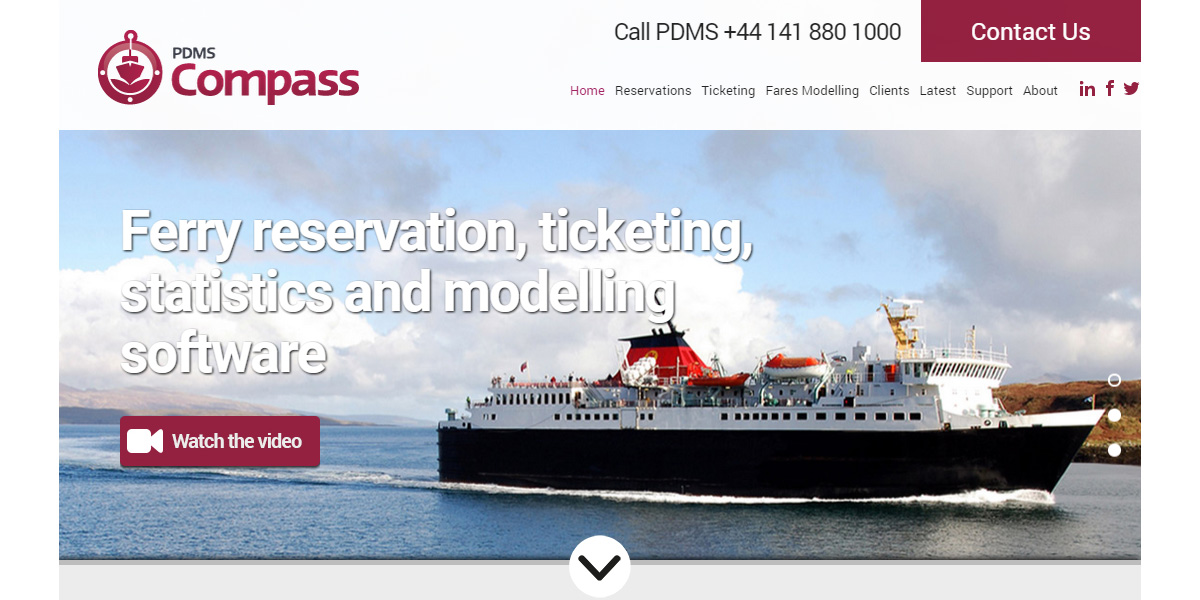 Call PDMS +44 141 880 1000
Contact Us
PDMS
Compass
Home Reservations Ticketing Fares Modelling Clients Latest Support About
Ferry reservation, ticketing,
statistics and modelling
software
Watch the video